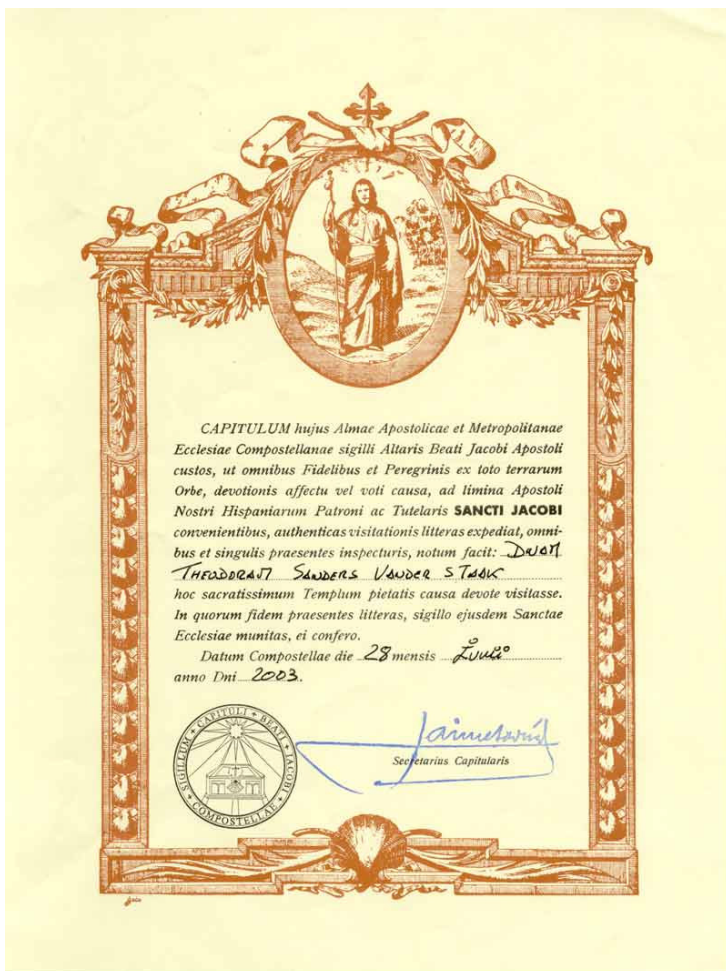 CAPITULUM hujus Almae Apostolicae et Metropolitanae
Ecclesiae Compostellanae sigilli Altaris Beati Jacobi Apostoli
custos, ut omnibus Fidelibus et Peregrinis ex toto terrarum
Orbe, devotionis affectu vel voti causa, ad limina Apostoli
Nostri Hispaniarum Patroni ac Tutelaris SANCTI JACOBI
convenientibus, authenticas visitationis litteras expediat, omni-
bus et singulis praesentes inspecturis, notum facit: Dnam
THEODORAM SANDERS VANDER STAAK
hoc sacratissimum Templum pietatis causa devote visitasse.
In quorum fidem praesentes litteras, sigillo ejusdem Sanctae
Ecclesiae munitas, ei confero.
Datum Compostellae die 28 mensis
anno Dni 2003.
SIGILLUM + CAPITULI + BEATI + JACOBI + COMPOSTELLAE +
Secretarius Capitularis